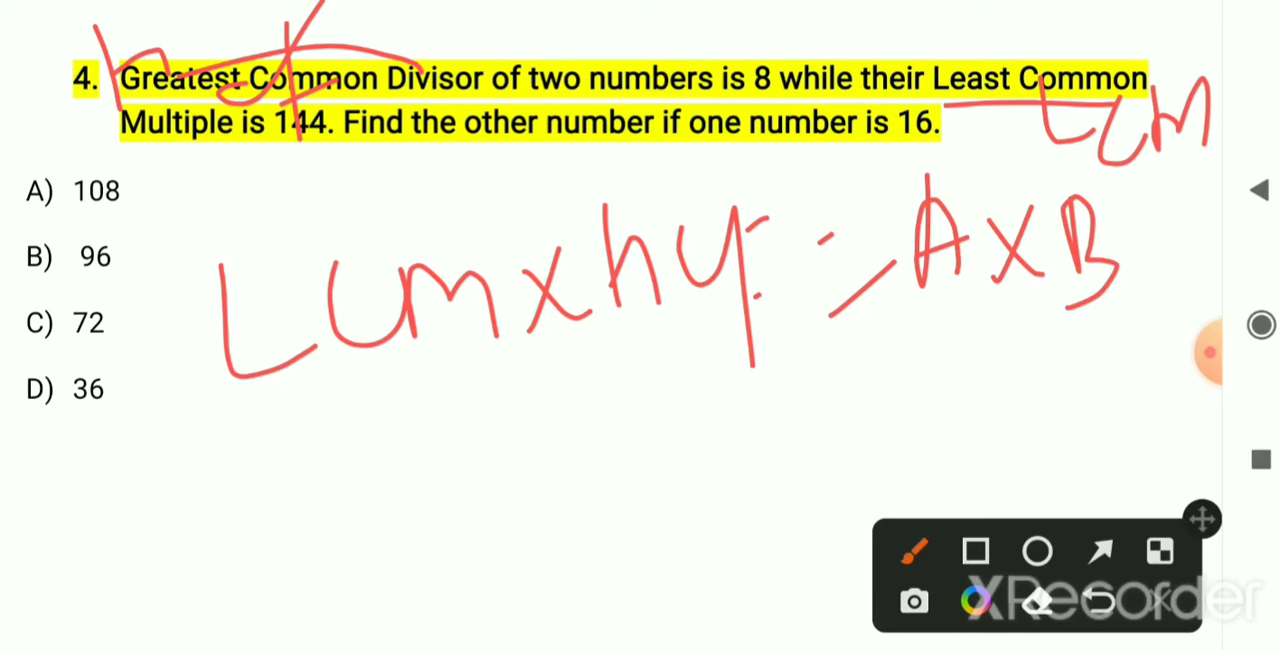 hcf
4. Greatest Common Divisor of two numbers is 8 while their Least Common
Multiple is 144. Find the other number if one number is 16.
LCM
A) 108
B) 96
C) 72
D) 36
LCM x hcf = A x B
XRecorder